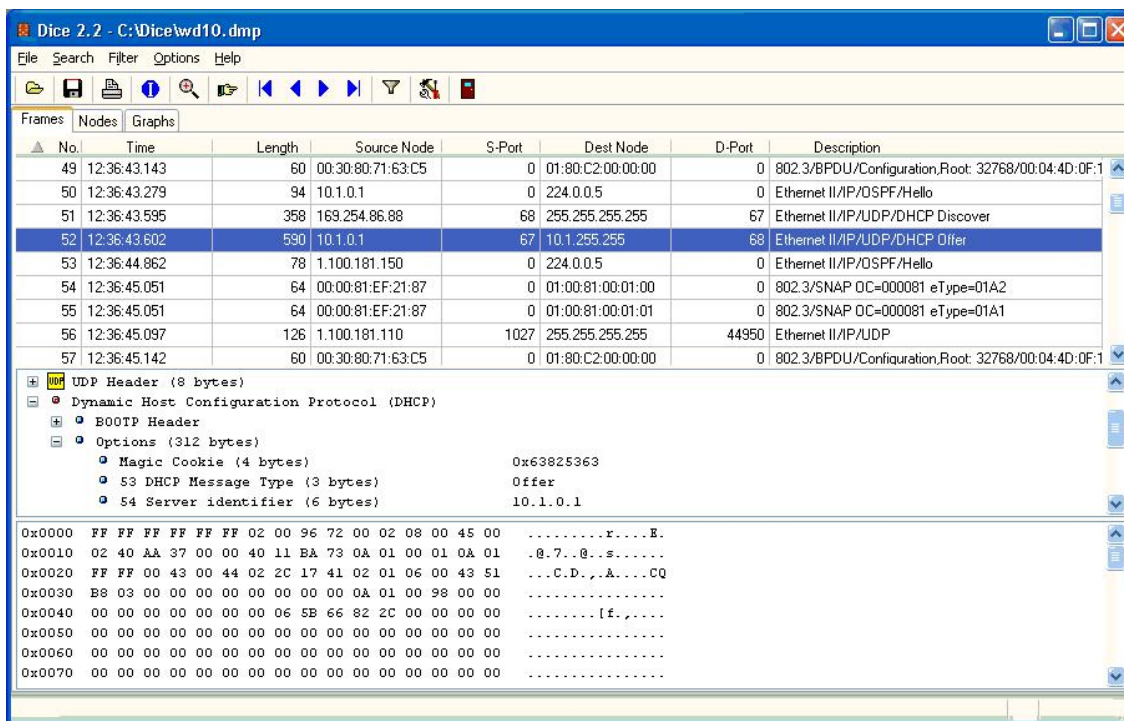 Dice 2.2 - C:\Dice\wd10.dmp
File Search Filter Options Help
Frames Nodes Graphs
No. Time Length Source Node S-Port Dest Node D-Port Description
49 12:36:43.143 60 00:30:80:71:63:C5 0 01:80:C2:00:00:00 0 802.3/BPDU/Configuration,Root: 32768/00:04:4D:0F:1
50 12:36:43.279 94 10.1.0.1 0 224.0.0.5 0 Ethernet II/IP/OSPF/Hello
51 12:36:43.595 358 169.254.86.88 68 255.255.255.255 67 Ethernet II/IP/UDP/DHCP Discover
52 12:36:43.602 590 10.1.0.1 67 10.1.255.255 68 Ethernet II/IP/UDP/DHCP Offer
53 12:36:44.862 78 1.100.181.150 0 224.0.0.5 0 Ethernet II/IP/OSPF/Hello
54 12:36:45.051 64 00:00:81:EF:21:87 0 01:00:81:00:01:00 0 802.3/SNAP OC=000081 eType=01A2
55 12:36:45.051 64 00:00:81:EF:21:87 0 01:00:81:00:01:01 0 802.3/SNAP OC=000081 eType=01A1
56 12:36:45.097 126 1.100.181.110 1027 255.255.255.255 44950 Ethernet II/IP/UDP
57 12:36:45.142 60 00:30:80:71:63:C5 0 01:80:C2:00:00:00 0 802.3/BPDU/Configuration,Root: 32768/00:04:4D:0F:1
UDP UDP Header (8 bytes)
Dynamic Host Configuration Protocol (DHCP)
BOOTP Header
Options (312 bytes)
Magic Cookie (4 bytes) 0x63825363
53 DHCP Message Type (3 bytes) Offer
54 Server identifier (6 bytes) 10.1.0.1
0x0000 FF FF FF FF FF FF 02 00 96 72 00 02 08 00 45 00 .........r....E.
0x0010 02 40 AA 37 00 00 40 11 BA 73 0A 01 00 01 0A 01 .@.7..@..s......
0x0020 FF FF 00 43 00 44 02 2C 17 41 02 01 06 00 43 51 ...C.D.,.A....CQ
0x0030 B8 03 00 00 00 00 00 00 00 00 0A 01 00 98 00 00 ................
0x0040 00 00 00 00 00 00 06 5B 66 82 2C 00 00 00 00 00 .......[f.,.....
0x0050 00 00 00 00 00 00 00 00 00 00 00 00 00 00 00 00 ................
0x0060 00 00 00 00 00 00 00 00 00 00 00 00 00 00 00 00 ................
0x0070 00 00 00 00 00 00 00 00 00 00 00 00 00 00 00 00 ................